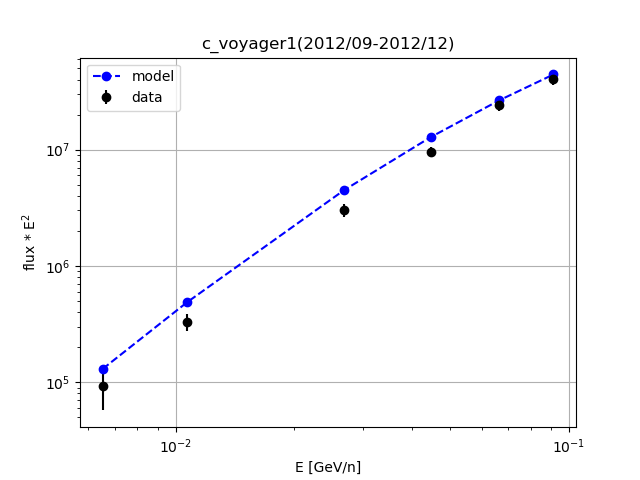 c_voyager1(2012/09-2012/12)
model
data
10⁷
10⁶
10⁵
flux * E²
10⁻²
10⁻¹
E [GeV/n]